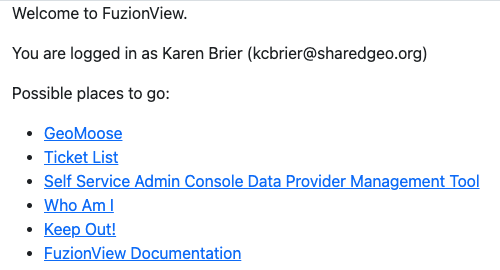 Welcome to FuzionView.
You are logged in as Karen Brier (kcbrier@sharedgeo.org)
Possible places to go:
GeoMoose
Ticket List
Self Service Admin Console Data Provider Management Tool
Who Am I
Keep Out!
FuzionView Documentation